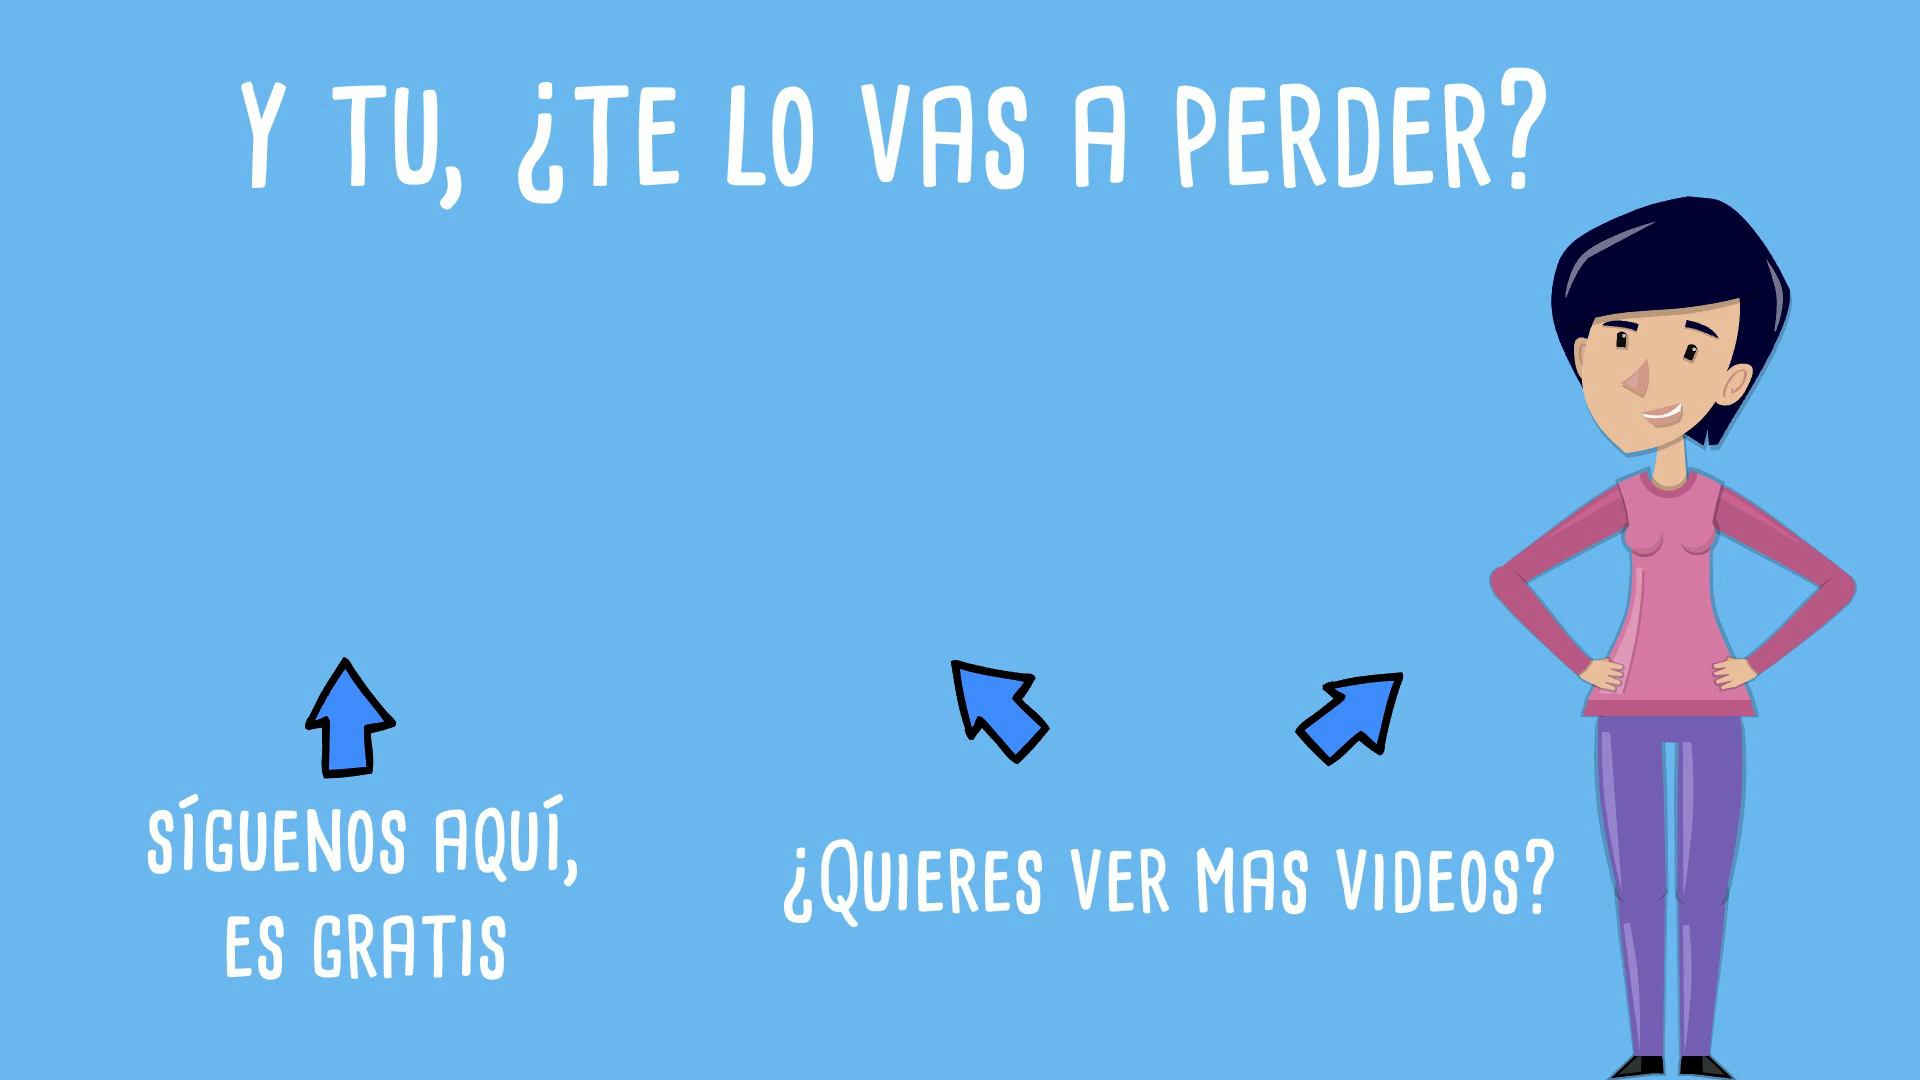 Y TU, ¿TE LO VAS A PERDER?
SÍGUENOS AQUÍ,
ES GRATIS
¿QUIERES VER MAS VIDEOS?